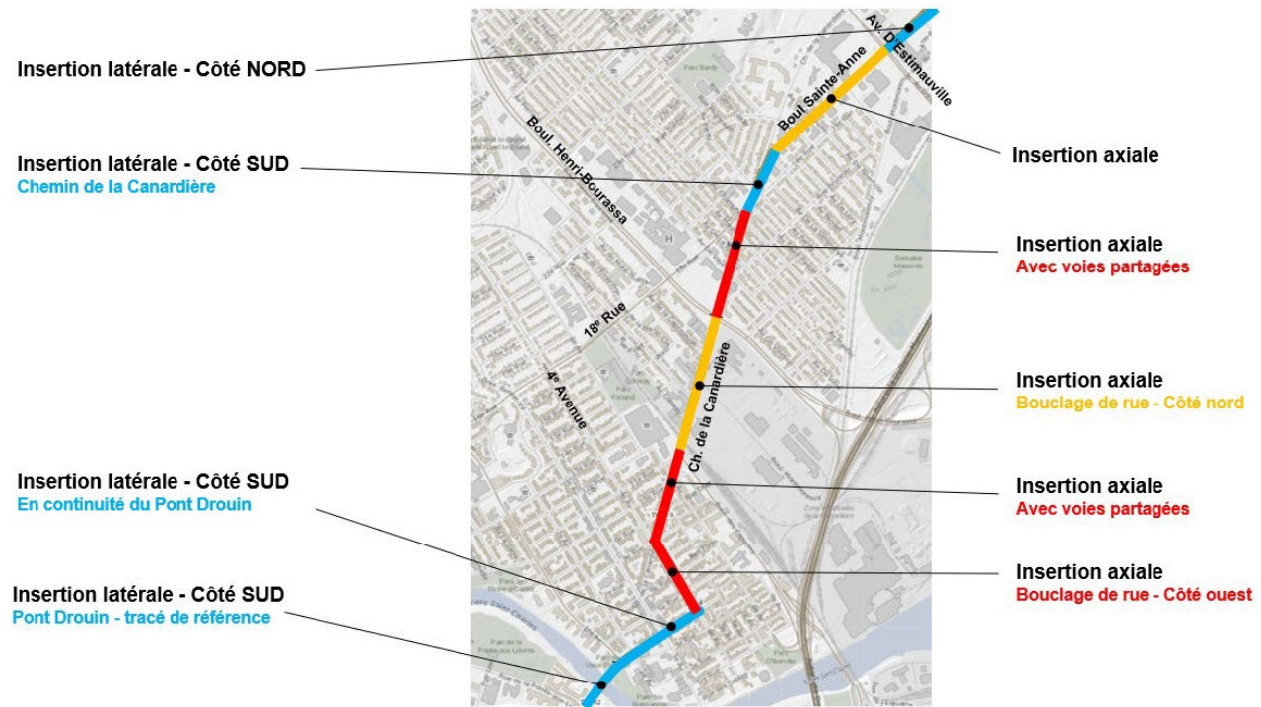 Insertion latérale - Côté NORD
Insertion latérale - Côté SUD
Chemin de la Canardière
Insertion latérale - Côté SUD
En continuité du Pont Drouin
Insertion latérale - Côté SUD
Pont Drouin - tracé de référence
Av. D'Estimauville
Boul Sainte-Anne
Boul. Henri-Bourassa
18e Rue
4e Avenue
Ch. de la Canardière
Insertion axiale
Insertion axiale
Avec voies partagées
Insertion axiale
Bouclage de rue - Côté nord
Insertion axiale
Avec voies partagées
Insertion axiale
Bouclage de rue - Côté ouest